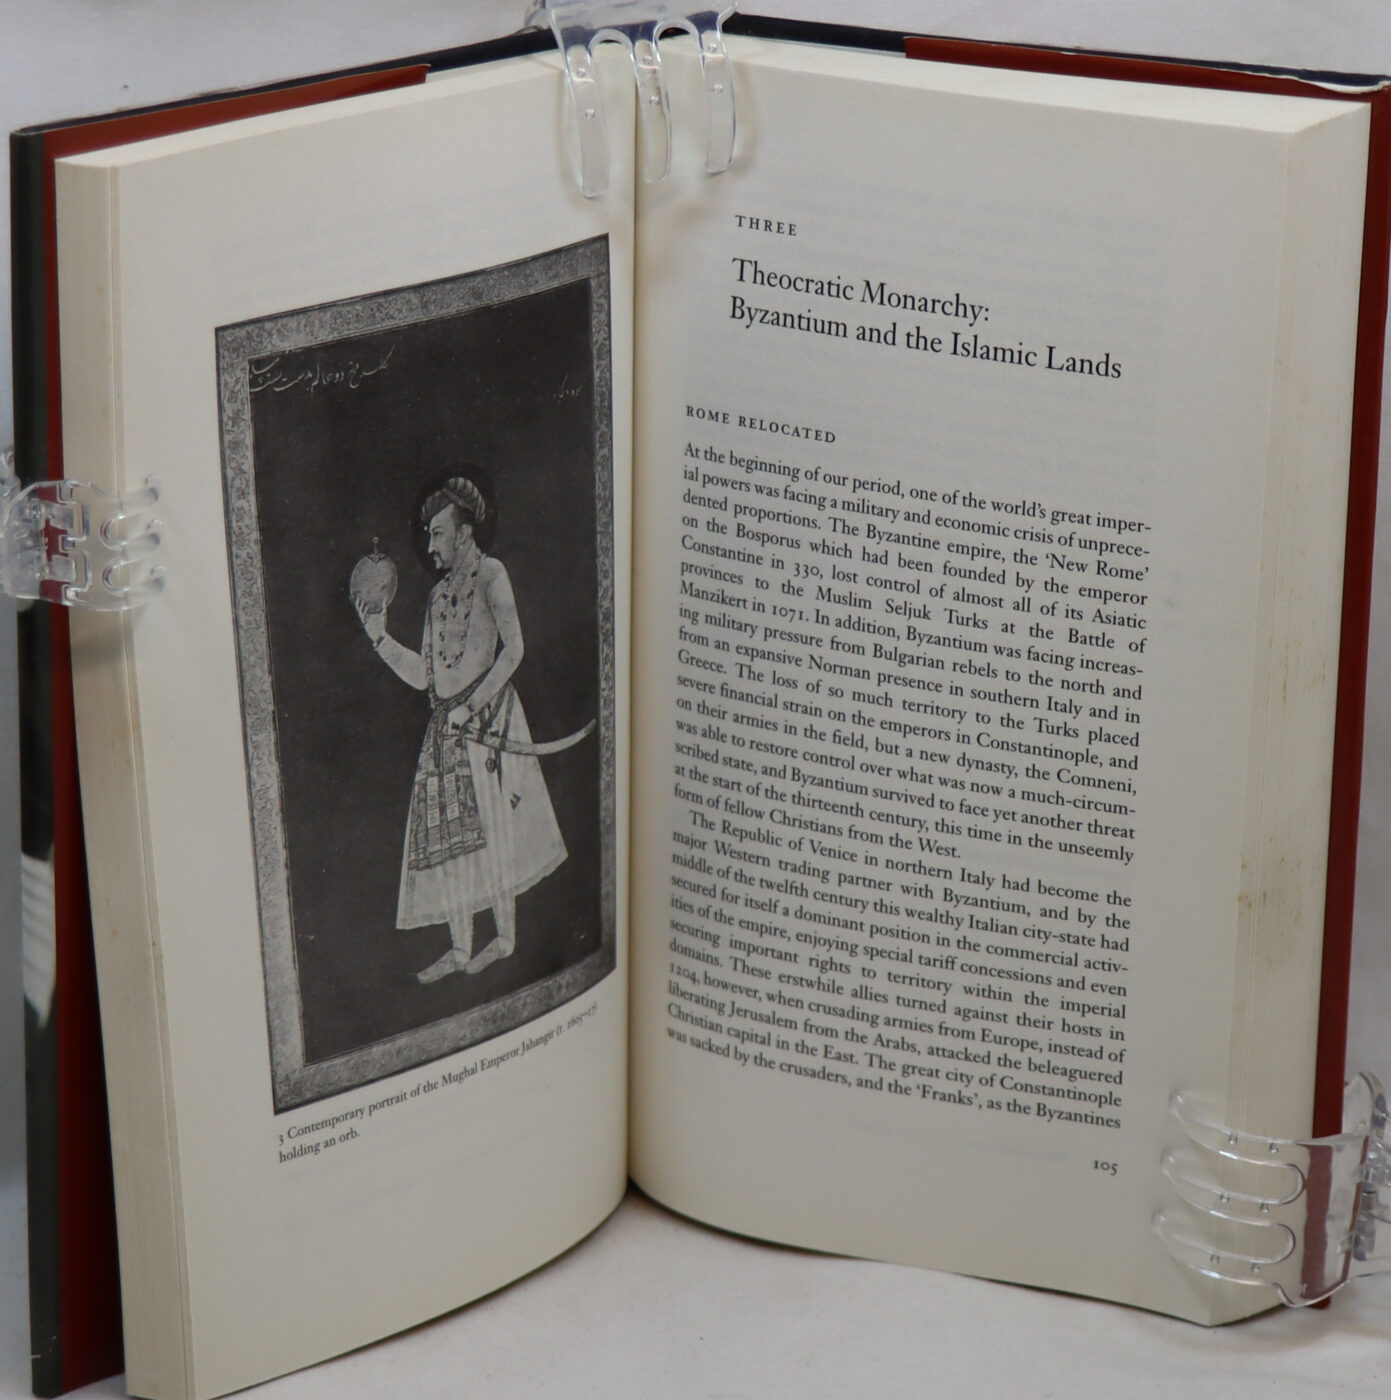 3 Contemporary portrait of the Mughal Emperor Jahangir (r. 1605–27)
holding an orb.
THREE
Theocratic Monarchy:
Byzantium and the Islamic Lands
ROME RELOCATED
At the beginning of our period, one of the world's great imper-
ial powers was facing a military and economic crisis of unprece-
dented proportions. The Byzantine empire, the 'New Rome'
on the Bosporus which had been founded by the emperor
Constantine in 330, lost control of almost all of its Asiatic
provinces to the Muslim Seljuk Turks at the Battle of
Manzikert in 1071. In addition, Byzantium was facing increas-
ing military pressure from Bulgarian rebels to the north and
from an expansive Norman presence in southern Italy and in
Greece. The loss of so much territory to the Turks placed
severe financial strain on the emperors in Constantinople, and
on their armies in the field, but a new dynasty, the Comneni,
was able to restore control over what was now a much-circum-
scribed state, and Byzantium survived to face yet another threat
at the start of the thirteenth century, this time in the unseemly
form of fellow Christians from the West.
The Republic of Venice in northern Italy had become the
major Western trading partner with Byzantium, and by the
middle of the twelfth century this wealthy Italian city-state had
secured for itself a dominant position in the commercial activ-
ities of the empire, enjoying special tariff concessions and even
securing important rights to territory within the imperial
domains. These erstwhile allies turned against their hosts in
1204, however, when crusading armies from Europe, instead of
liberating Jerusalem from the Arabs, attacked the beleaguered
Christian capital in the East. The great city of Constantinople
was sacked by the crusaders, and the 'Franks', as the Byzantines
105